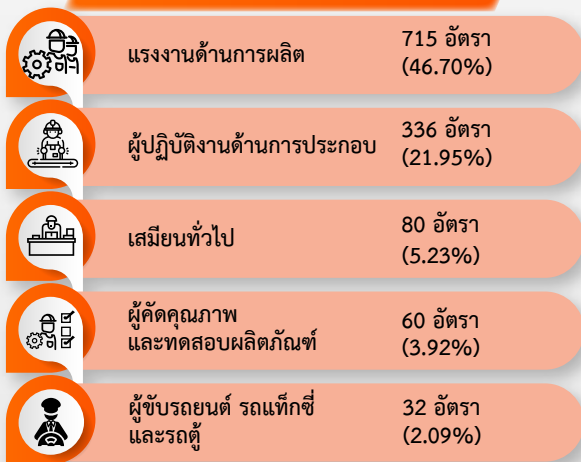 แรงงานด้านการผลิต
715 อัตรา
(46.70%)
ผู้ปฏิบัติงานด้านการประกอบ
336 อัตรา
(21.95%)
เสมียนทั่วไป
80 อัตรา
(5.23%)
ผู้คัดคุณภาพ
และทดสอบผลิตภัณฑ์
60 อัตรา
(3.92%)
ผู้ขับรถยนต์ รถแท็กซี่
และรถตู้
32 อัตรา
(2.09%)